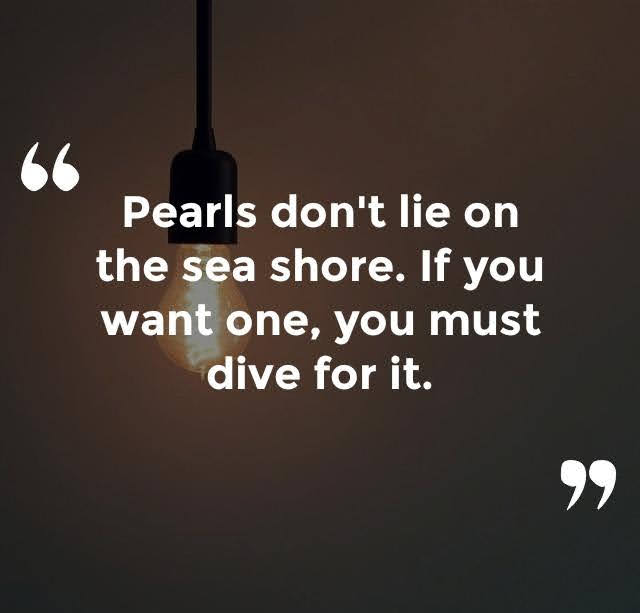 “
Pearls don't lie on
the sea shore. If you
want one, you must
dive for it.
”